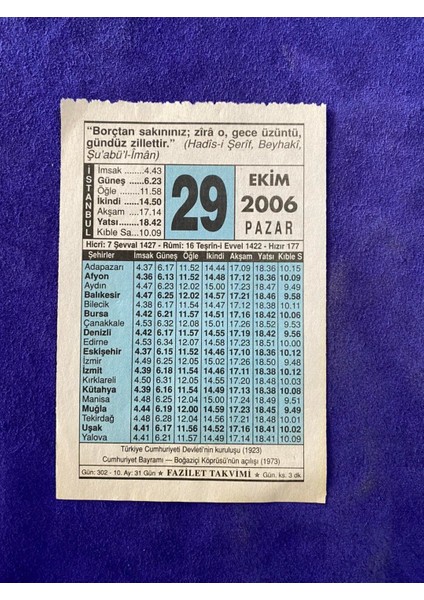 “Borçtan sakınınız; zîrâ o, gece üzüntü,
gündüz zillettir.” (Hadîs-i Şerîf, Beyhakî,
Şu'abü'l-Îmân)
İSTANBUL
İmsak ........4.43
Güneş ......6.23
Öğle .......11.58
İkindi .....14.50
Akşam ....17.14
Yatsı.......18.42
Kıble Sa...10.09
29
EKİM
2006
PAZAR
Hicrî: 7 Şevval 1427 - Rûmi: 16 Teşrîn-i Evvel 1422 - Hızır 177
Şehirler İmsak Güneş Öğle İkindi Akşam Yatsı Kıble S
Adapazarı 4.37 6.17 11.52 14.44 17.09 18.36 10.15
Afyon 4.36 6.13 11.52 14.48 17.12 18.36 10.09
Aydın 4.47 6.23 12.02 15.00 17.23 18.46 9.52
Balıkesir 4.47 6.25 12.02 14.57 17.21 18.46 9.58
Bilecik 4.38 6.17 11.54 14.47 17.12 18.38 10.11
Bursa 4.42 6.21 11.57 14.51 17.16 18.42 10.06
Çanakkale 4.53 6.32 12.08 15.01 17.26 18.52 9.53
Denizli 4.42 6.17 11.57 14.55 17.19 18.42 9.56
Edirne 4.53 6.34 12.07 14.58 17.23 18.51 10.00
Eskişehir 4.37 6.15 11.52 14.46 17.10 18.36 10.12
İzmir 4.49 6.25 12.05 15.02 17.26 18.50 9.48
İzmit 4.39 6.18 11.54 14.46 17.11 18.38 10.12
Kırklareli 4.50 6.31 12.05 14.55 17.20 18.48 10.03
Kütahya 4.39 6.16 11.54 14.49 17.13 18.38 10.08
Manisa 4.48 6.25 12.04 15.00 17.24 18.49 9.51
Muğla 4.44 6.19 12.00 14.59 17.23 18.45 9.49
Tekirdağ 4.48 6.28 12.04 14.56 17.21 18.48 10.03
Uşak 4.41 6.17 11.56 14.52 17.16 18.41 10.02
Yalova 4.41 6.21 11.57 14.49 17.14 18.41 10.09
Türkiye Cumhuriyeti Devleti'nin kuruluşu (1923)
Cumhuriyet Bayramı — Boğaziçi Köprüsü'nün açılışı (1973)
Gün: 302 - 10. Ay: 31 Gün ★ FAZİLET TAKVİMİ ★ Gün. ks. 3 dk.